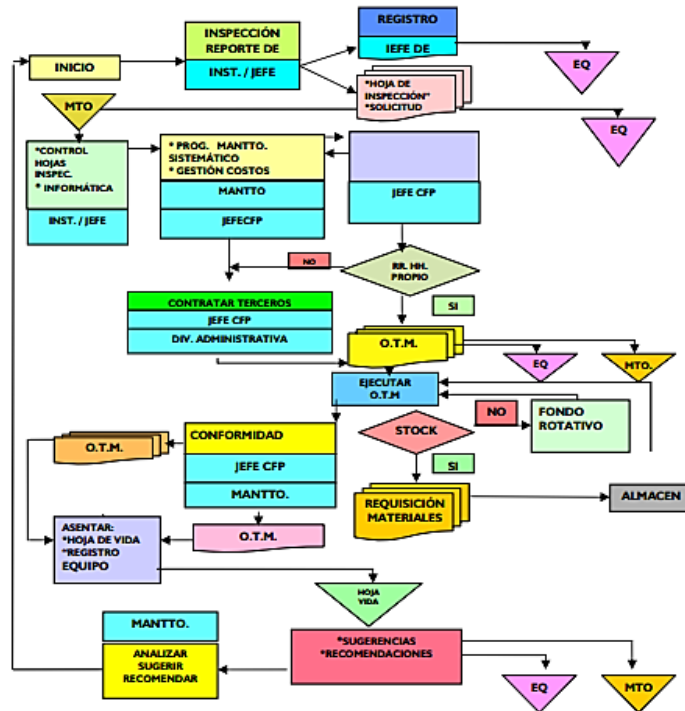 INSPECCIÓN
REPORTE DE
INST. / JEFE
REGISTRO
JEFE DE
EQ
INICIO
*HOJA DE
INSPECCIÓN"
*SOLICITUD
MTO
EQ
*CONTROL
HOJAS
INSPEC.
* INFORMÁTICA
INST. / JEFE
* PROG. MANTTO.
SISTEMÁTICO
* GESTIÓN COSTOS
MANTTO
JEFECFP
JEFE CFP
NO
RR. HH.
PROPIO
SI
CONTRATAR TERCEROS
JEFE CFP
DIV. ADMINISTRATIVA
O.T.M.
EQ
MTO.
EJECUTAR
O.T.M
STOCK
NO
FONDO
ROTATIVO
SI
O.T.M.
CONFORMIDAD
JEFE CFP
MANTTO.
REQUISICIÓN
MATERIALES
ALMACEN
ASENTAR:
*HOJA DE VIDA
*REGISTRO
EQUIPO
O.T.M.
HOJA
VIDA
MANTTO.
ANALIZAR
SUGERIR
RECOMENDAR
*SUGERENCIAS
*RECOMENDACIONES
EQ
MTO